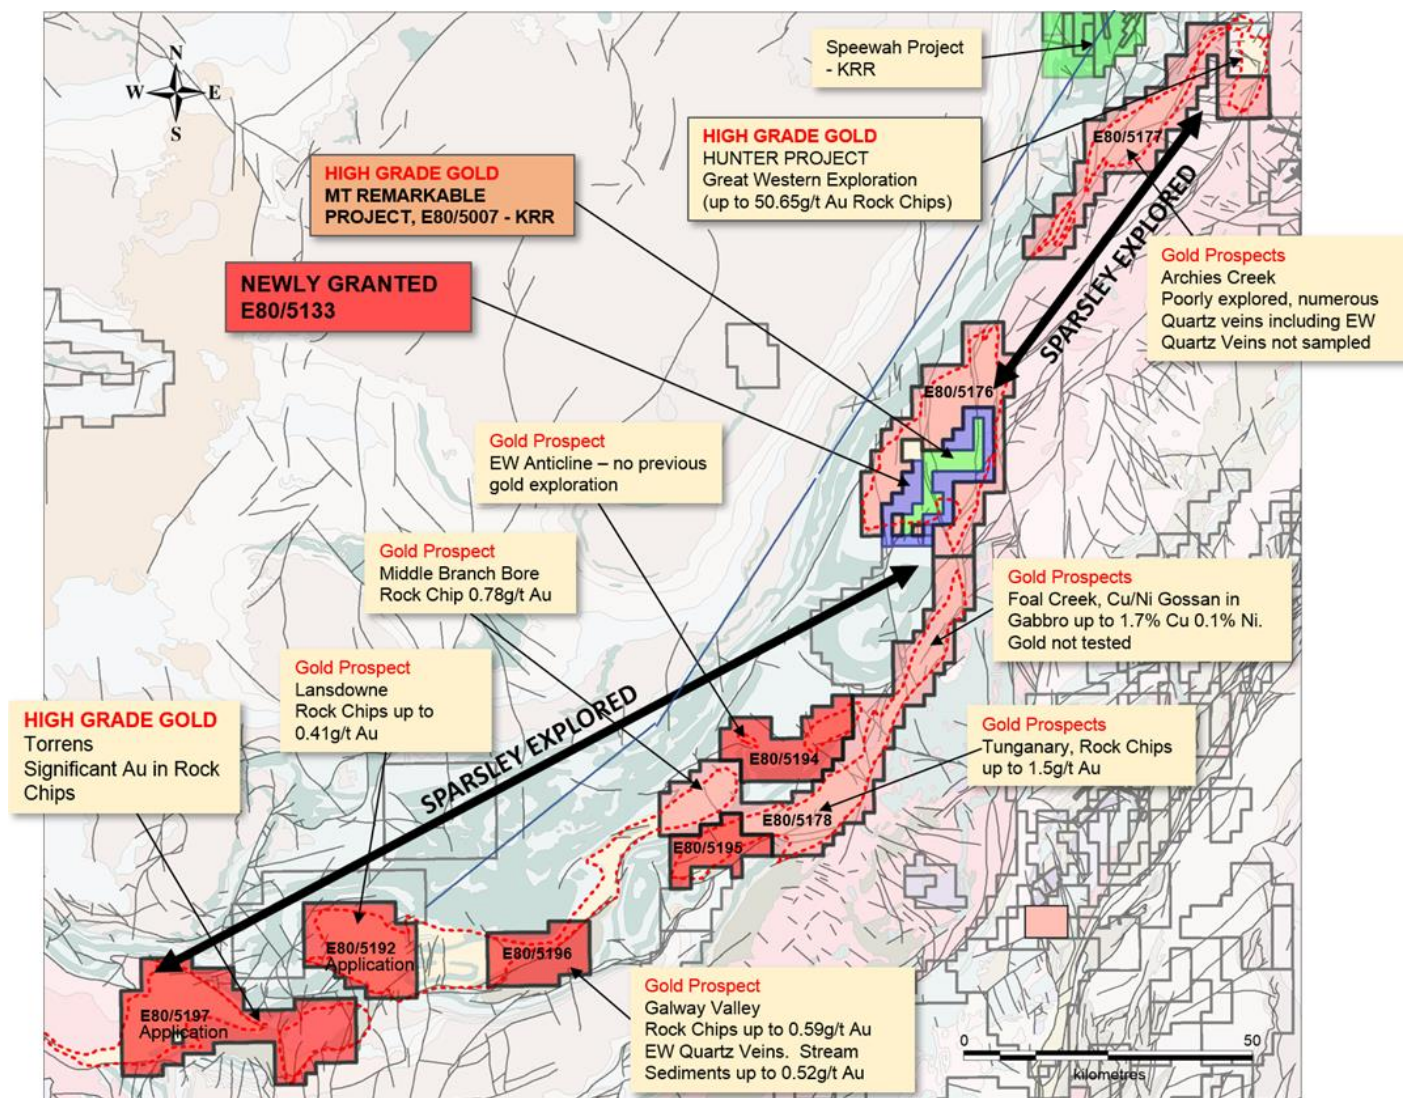 N
W
E
S
Speewah Project
- KRR
HIGH GRADE GOLD
HUNTER PROJECT
Great Western Exploration
(up to 50.65g/t Au Rock Chips)
E80/5177
HIGH GRADE GOLD
MT REMARKABLE
PROJECT, E80/5007 - KRR
NEWLY GRANTED
E80/5133
SPARSLEY EXPLORED
Gold Prospects
Archies Creek
Poorly explored, numerous
Quartz veins including EW
Quartz Veins not sampled
E80/5176
Gold Prospect
EW Anticline – no previous
gold exploration
Gold Prospect
Middle Branch Bore
Rock Chip 0.78g/t Au
Gold Prospects
Foal Creek, Cu/Ni Gossan in
Gabbro up to 1.7% Cu 0.1% Ni.
Gold not tested
Gold Prospect
Lansdowne
Rock Chips up to
0.41g/t Au
SPARSLEY EXPLORED
HIGH GRADE GOLD
Torrens
Significant Au in Rock
Chips
Gold Prospects
Tunganary, Rock Chips
up to 1.5g/t Au
E80/5194
E80/5178
E80/5195
E80/5192
Application
E80/5196
E80/5197
Application
Gold Prospect
Galway Valley
Rock Chips up to 0.59g/t Au
EW Quartz Veins. Stream
Sediments up to 0.52g/t Au
0
50
kilometres